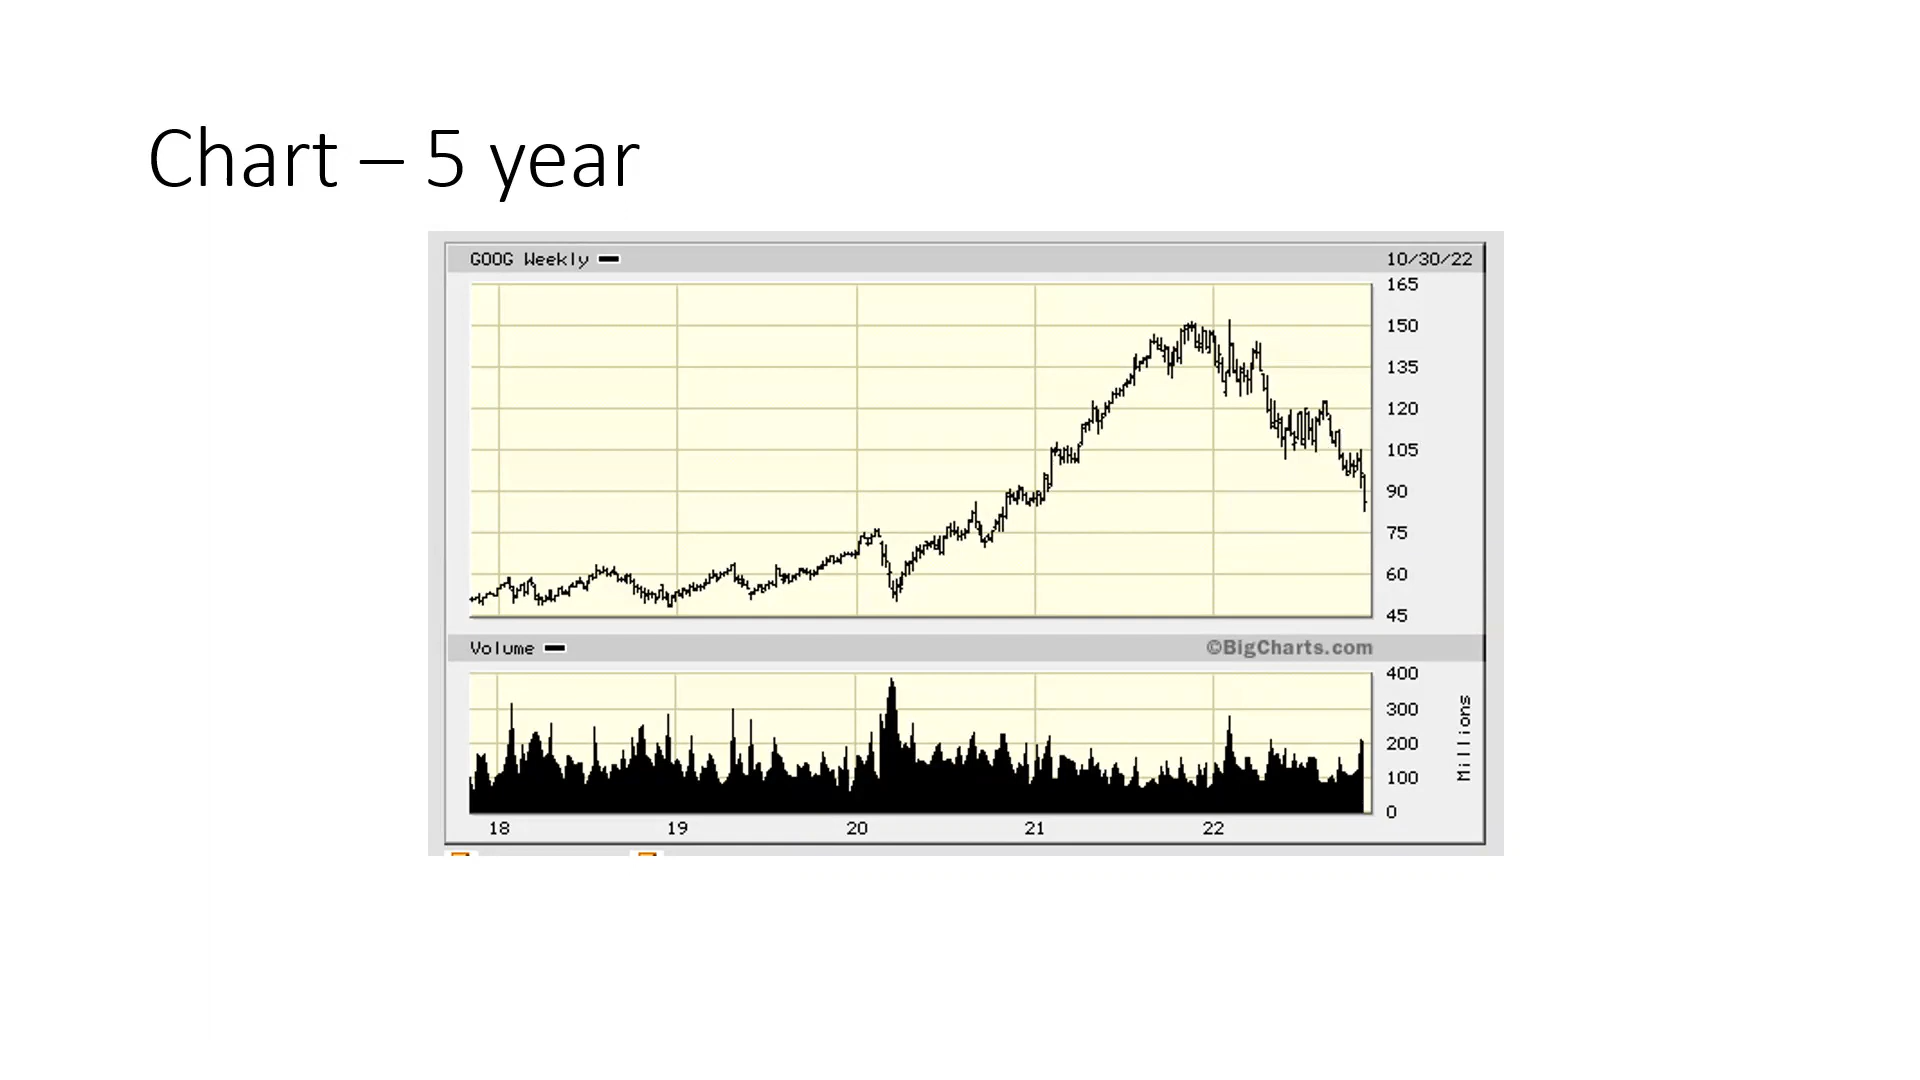 Chart – 5 year
GOOG Weekly
10/30/22
165
150
135
120
105
90
75
60
45
Volume
©BigCharts.com
400
300
200
100
0
Millions
18 19 20 21 22